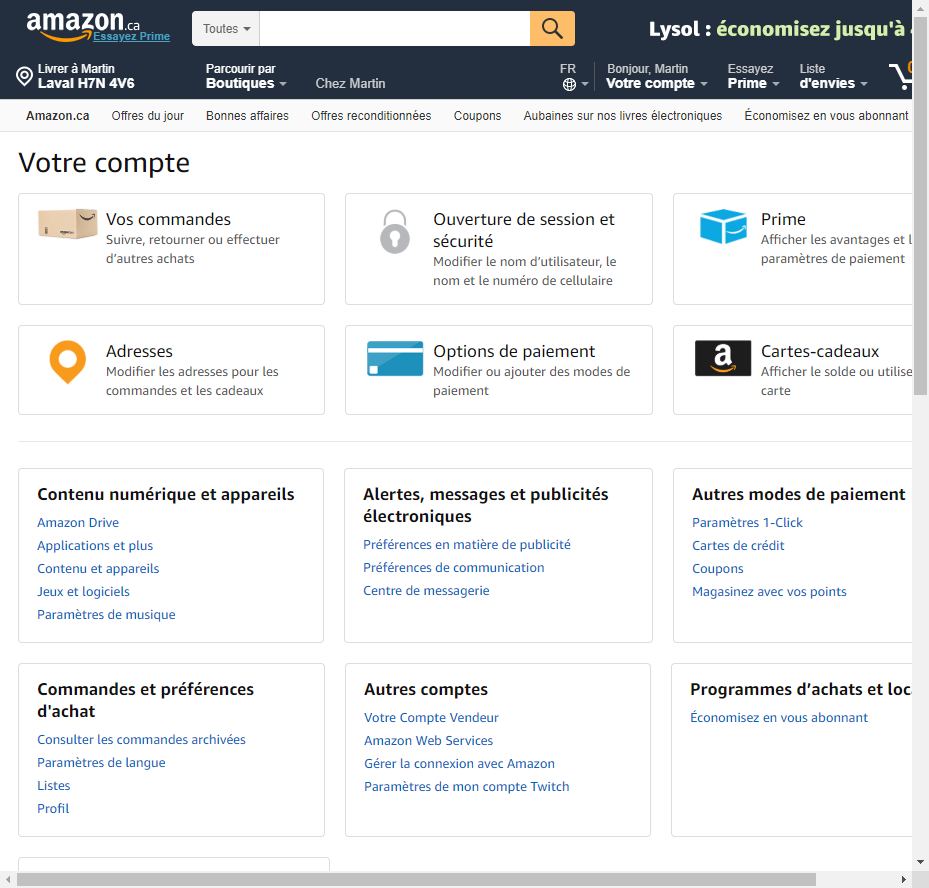 amazon.ca
Essayez Prime
Toutes
Lysol : économisez jusqu'à
Livrer à Martin
Laval H7N 4V6
Parcourir par
Boutiques
Chez Martin
FR
Bonjour, Martin
Votre compte
Essayez
Prime
Liste
d'envies
0
Amazon.ca
Offres du jour
Bonnes affaires
Offres reconditionnées
Coupons
Aubaines sur nos livres électroniques
Économisez en vous abonnant
Votre compte
Vos commandes
Suivre, retourner ou effectuer
d’autres achats
Ouverture de session et
sécurité
Modifier le nom d’utilisateur, le
nom et le numéro de cellulaire
Prime
Afficher les avantages et l
paramètres de paiement
Adresses
Modifier les adresses pour les
commandes et les cadeaux
Options de paiement
Modifier ou ajouter des modes de
paiement
a
Cartes-cadeaux
Afficher le solde ou utilise
carte
Contenu numérique et appareils
Amazon Drive
Applications et plus
Contenu et appareils
Jeux et logiciels
Paramètres de musique
Alertes, messages et publicités
électroniques
Préférences en matière de publicité
Préférences de communication
Centre de messagerie
Autres modes de paiement
Paramètres 1-Click
Cartes de crédit
Coupons
Magasinez avec vos points
Commandes et préférences
d'achat
Consulter les commandes archivées
Paramètres de langue
Listes
Profil
Autres comptes
Votre Compte Vendeur
Amazon Web Services
Gérer la connexion avec Amazon
Paramètres de mon compte Twitch
Programmes d’achats et loca
Économisez en vous abonnant